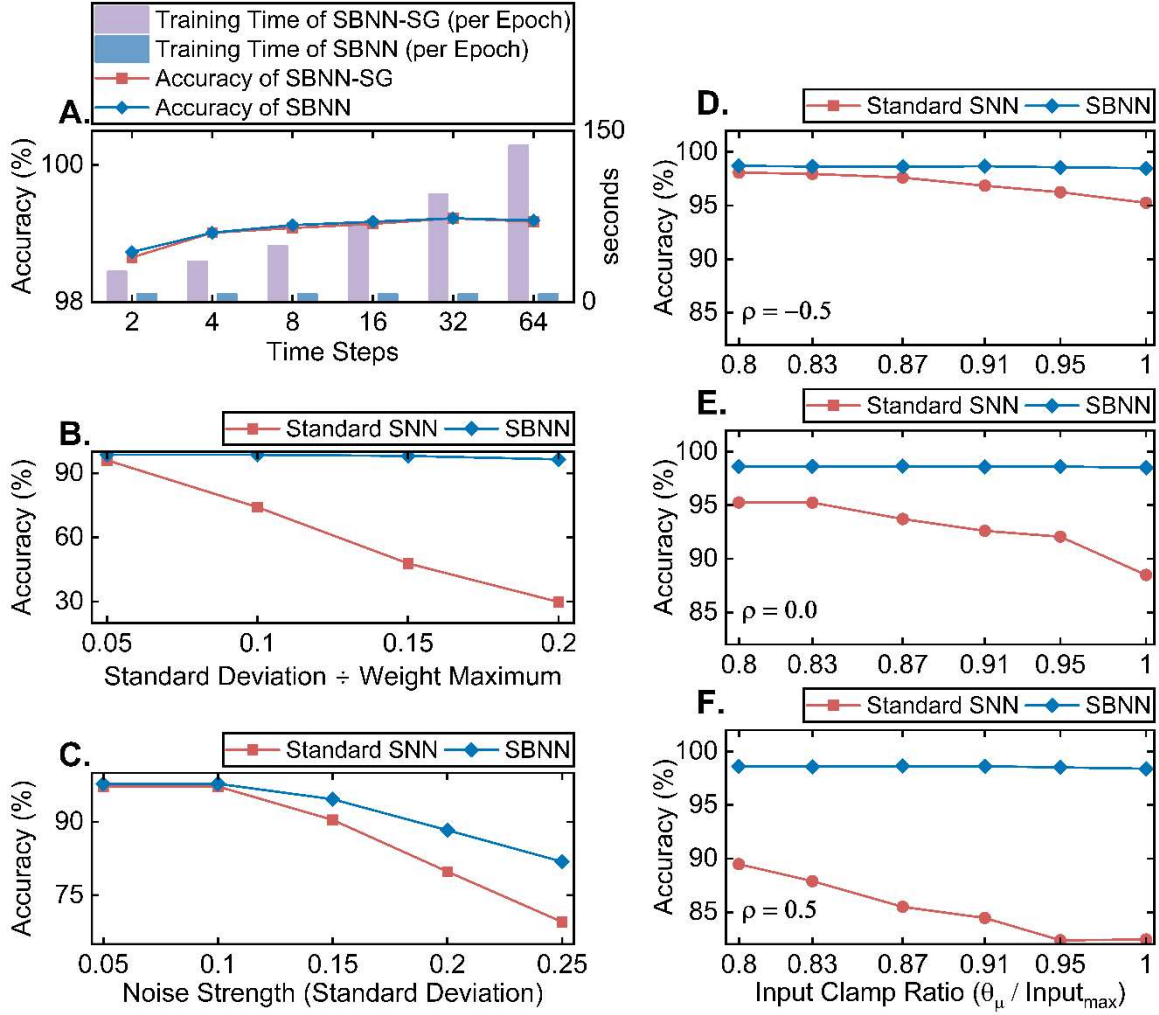 Training Time of SBNN-SG (per Epoch)
Training Time of SBNN (per Epoch)
Accuracy of SBNN-SG
Accuracy of SBNN
A.
Accuracy (%)
100
98
150
0
seconds
2 4 8 16 32 64
Time Steps
B.
Standard SNN SBNN
Accuracy (%)
90
60
30
0.05 0.1 0.15 0.2
Standard Deviation ÷ Weight Maximum
C.
Standard SNN SBNN
Accuracy (%)
90
75
0.05 0.1 0.15 0.2 0.25
Noise Strength (Standard Deviation)
D.
Standard SNN SBNN
Accuracy (%)
100
95
90
85
ρ = −0.5
0.8 0.83 0.87 0.91 0.95 1
E.
Standard SNN SBNN
Accuracy (%)
100
95
90
85
ρ = 0.0
0.8 0.83 0.87 0.91 0.95 1
F.
Standard SNN SBNN
Accuracy (%)
100
95
90
85
ρ = 0.5
0.8 0.83 0.87 0.91 0.95 1
Input Clamp Ratio (θμ / Inputmax)